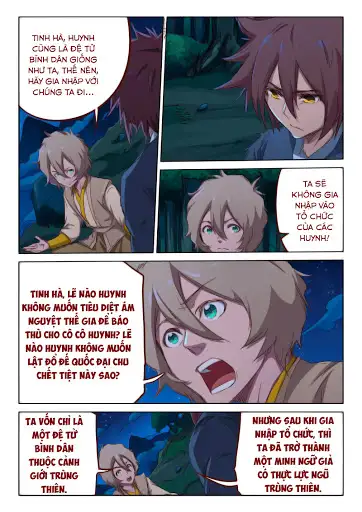 TINH HÀ, HUYNH
CŨNG LÀ ĐỆ TỬ
BÌNH DÂN GIỐNG
NHƯ TA, THẾ NÊN,
HÃY GIA NHẬP VỚI
CHÚNG TA ĐI...
TA SẼ
KHÔNG GIA
NHẬP VÀO
TỔ CHỨC
CỦA CÁC
HUYNH!
TINH HÀ, LẼ NÀO HUYNH
KHÔNG MUỐN TIÊU DIỆT ÂM
NGUYỆT THẾ GIA ĐỂ BÁO
THÙ CHO CÔ CÔ HUYNH? LẼ
NÀO HUYNH KHÔNG MUỐN
LẬT ĐỔ ĐẾ QUỐC ĐẠI CHU
CHẾT TIỆT NÀY SAO?
TA VỐN CHỈ LÀ
MỘT ĐỆ TỬ
BÌNH DÂN
THUỘC CẢNH
GIỚI TRÙNG
THIÊN.
NHƯNG SAU KHI GIA
NHẬP TỔ CHỨC, THÌ
TA ĐÃ TRỞ THÀNH
MỘT MINH NGỮ GIẢ
CÓ THỰC LỰC NGŨ
TRÙNG THIÊN.